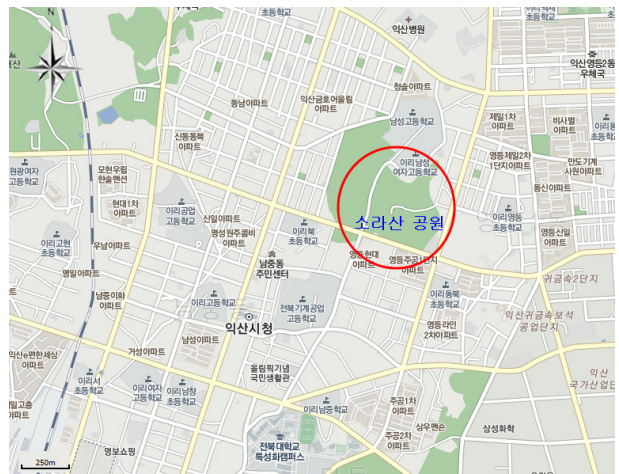 초등학교
이리백제
초등학교
익산병원
익산영등2동
우체국
청솔아파트
동남아파트
익산금호어울림
아파트
남성고등학교
제일1차
아파트
비사벌
아파트
신동동북
아파트
이리남성
여자고등학교
영등제일2차
1단지아파트
만도기계
사원아파트
원광여자
고등학교
모현우림
한솔맨션
동신아파트
현대1차
아파트
이리공업
고등학교
신일아파트
명성원주콤비
아파트
이리북
초등학교
소라산 공원
이리영등
초등학교
영등신일
아파트
이리고현
초등학교
우남아파트
남중동
주민센터
영등현대
아파트
영등주공1단지
아파트
명일아파트
귀금속2단지
남중이화
아파트
이리고등학교
전북기계공업
고등학교
이리동북
초등학교
익산시청
영등각인
2차아파트
익산귀금속보석
공업단지
익산e편한세상
아파트
거성아파트
남성아파트
이리서
초등학교
이리여자
고등학교
이리남창
초등학교
올림픽기념
국민생활관
익산
국가산업단
이리남중학교
주공1차
아파트
상우맨숀
주공2차
아파트
삼성화학
전북대학교
특성화캠퍼스
명보쇼핑
250m